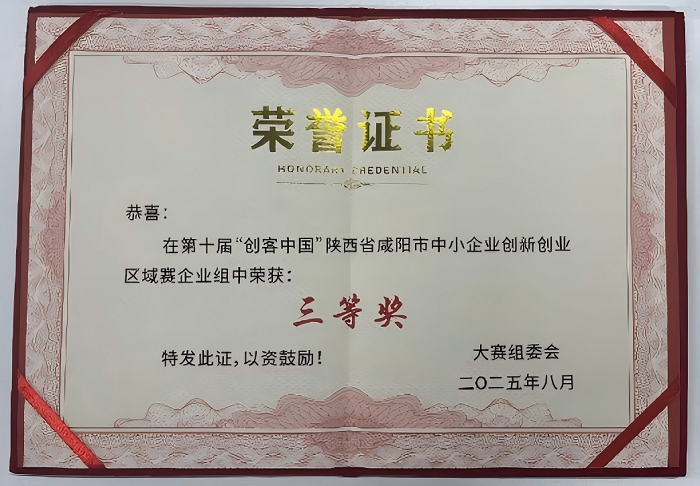 荣誉证书
HONORARY CREDENTIAL
恭喜：
在第十届“创客中国”陕西省咸阳市中小企业创新创业
区域赛企业组中荣获：
三等奖
特发此证，以资鼓励！
大赛组委会
二〇二五年八月